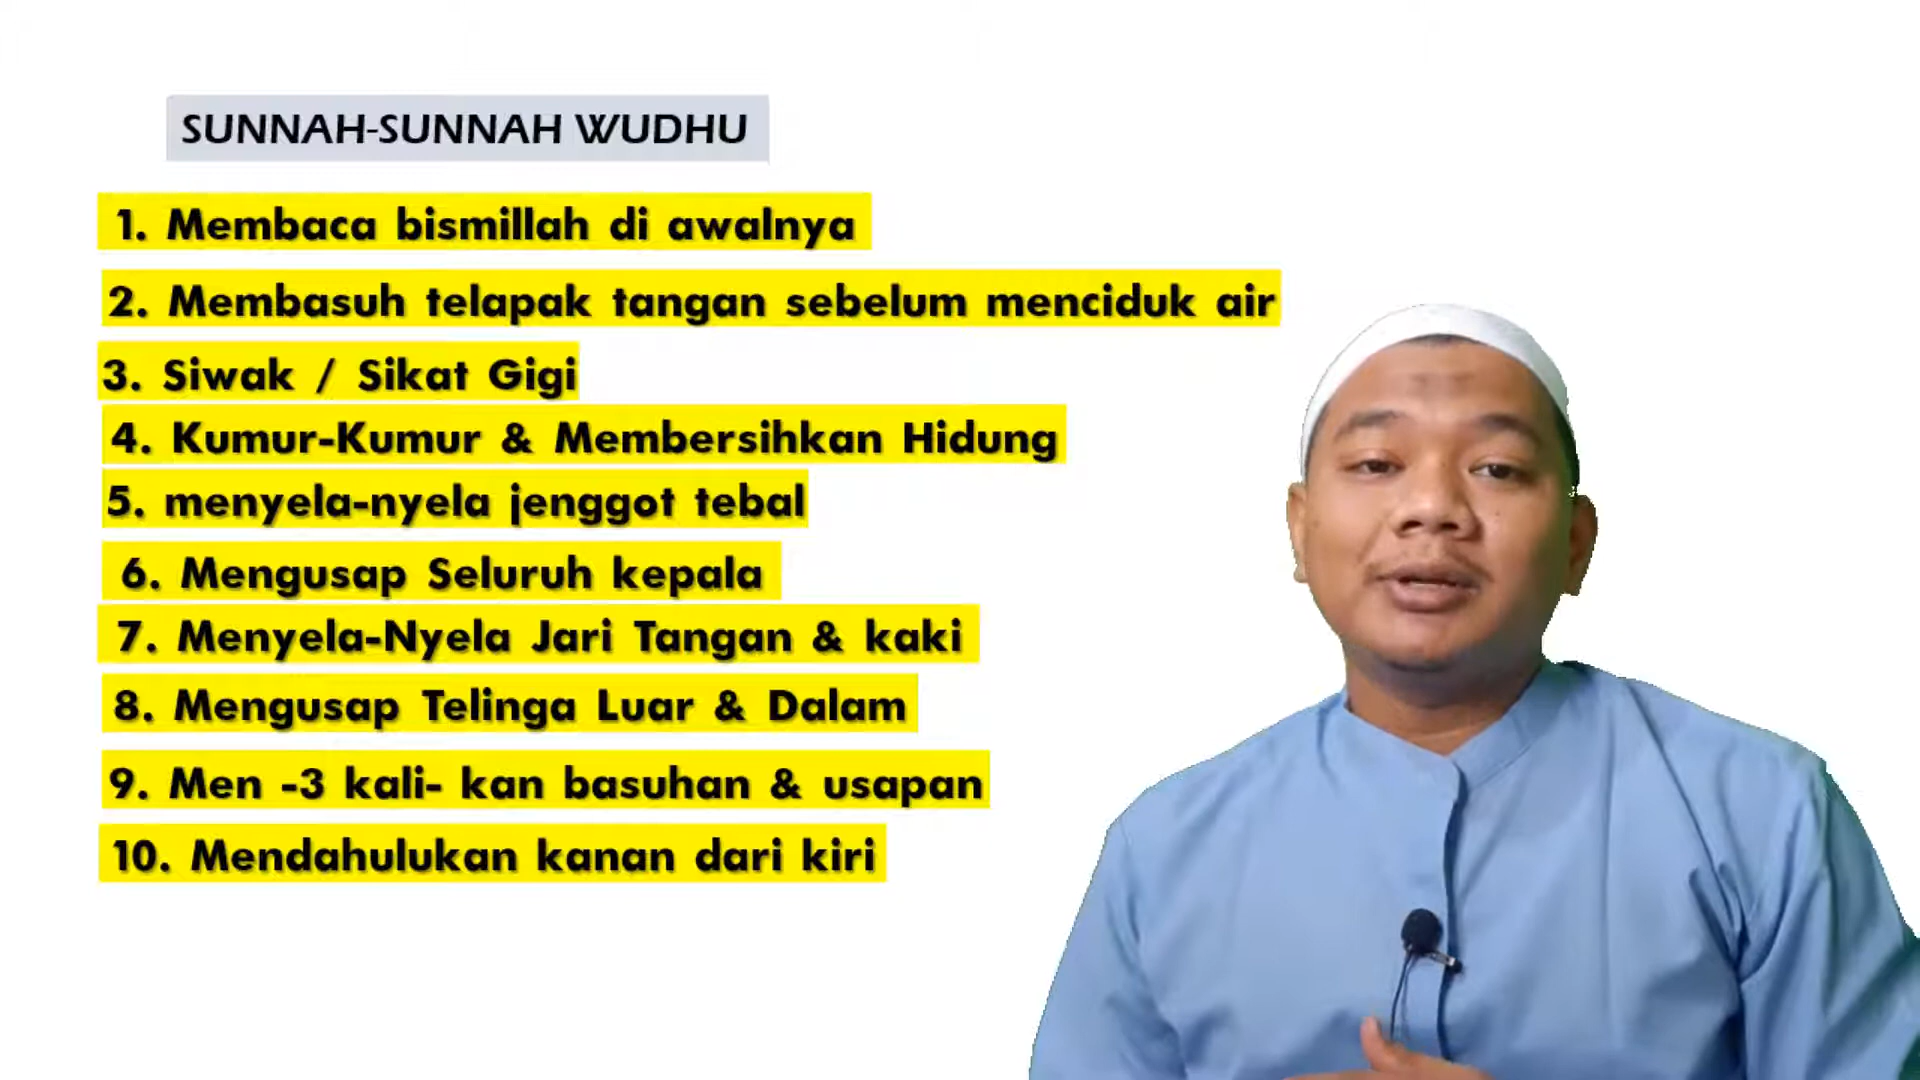 SUNNAH-SUNNAH WUDHU
1. Membaca bismillah di awalnya
2. Membasuh telapak tangan sebelum menciduk air
3. Siwak / Sikat Gigi
4. Kumur-Kumur & Membersihkan Hidung
5. menyela-nyela jenggot tebal
6. Mengusap Seluruh kepala
7. Menyela-Nyela Jari Tangan & kaki
8. Mengusap Telinga Luar & Dalam
9. Men -3 kali- kan basuhan & usapan
10. Mendahulukan kanan dari kiri